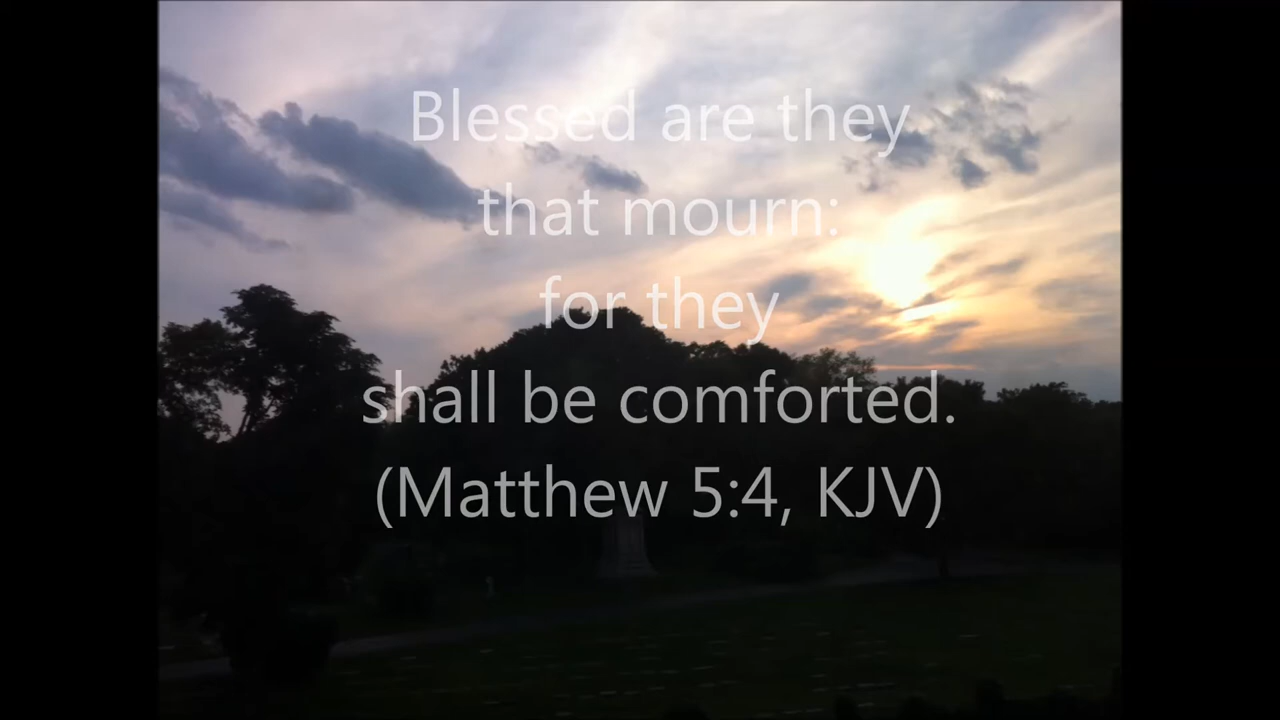 Blessed are they
that mourn:
for they
shall be comforted.
(Matthew 5:4, KJV)